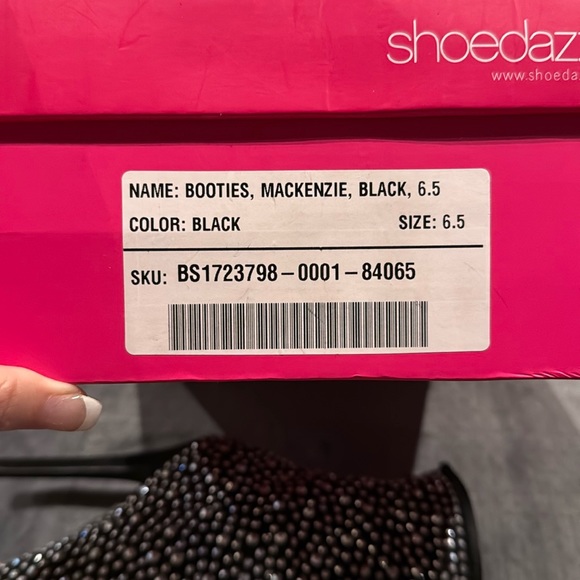 shoedazz
www.shoeda
NAME: BOOTIES, MACKENZIE, BLACK, 6.5
COLOR: BLACK SIZE: 6.5
SKU: BS1723798-0001-84065